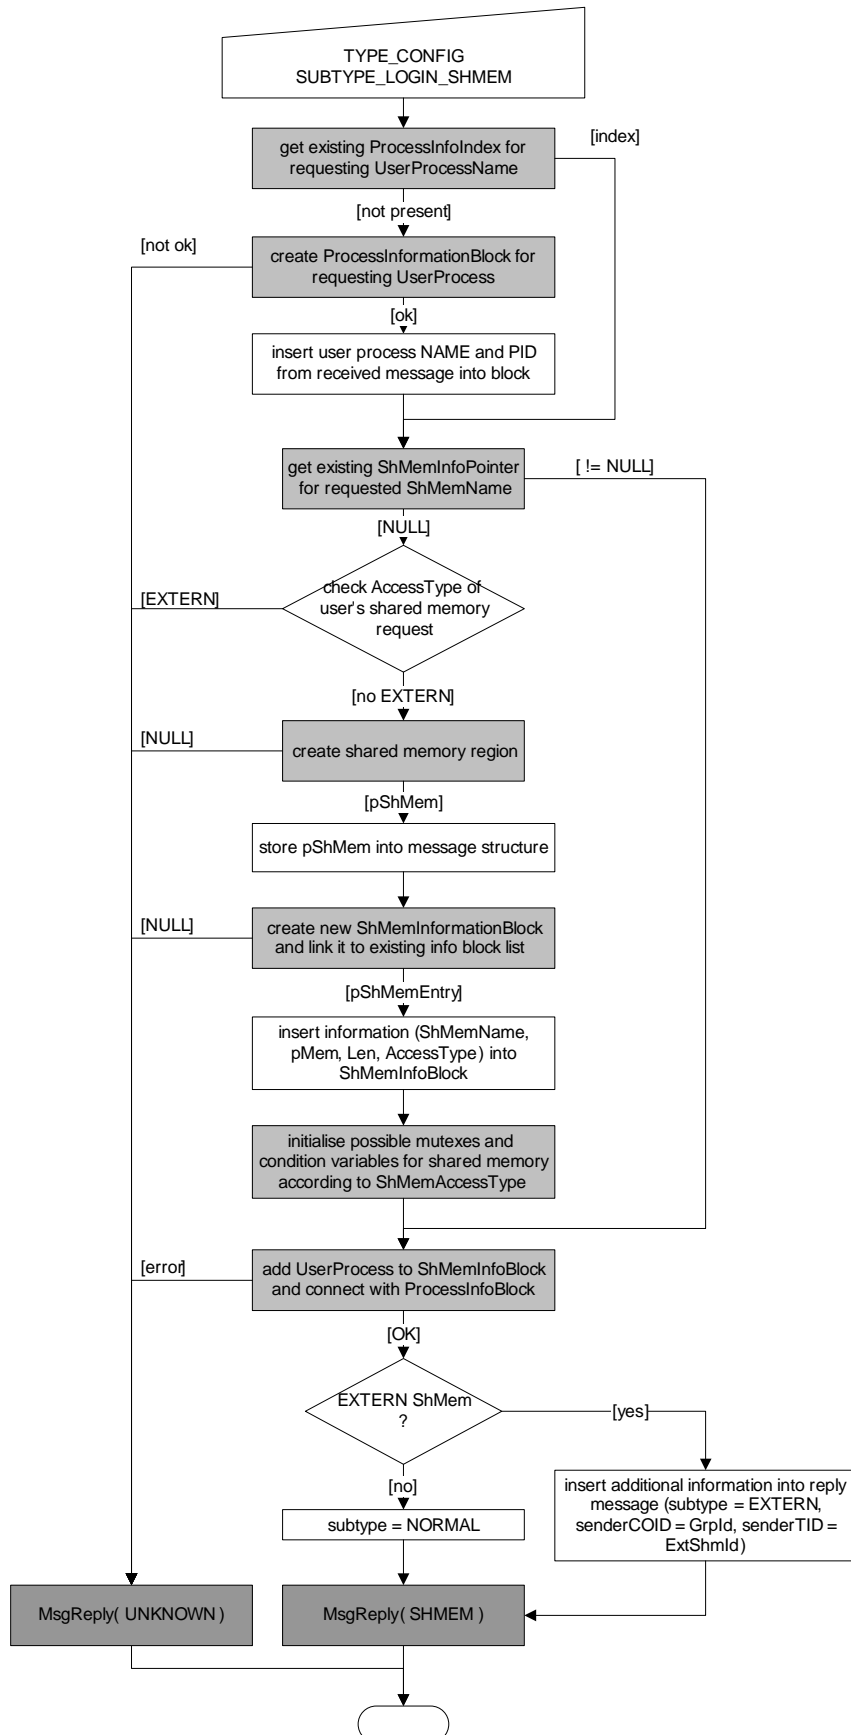 TYPE_CONFIG
SUBTYPE_LOGIN_SHMEM
get existing ProcessInfoIndex for
requesting UserProcessName
[index]
[not present]
[not ok]
create ProcessInformationBlock for
requesting UserProcess
[ok]
insert user process NAME and PID
from received message into block
get existing ShMemInfoPointer
for requested ShMemName
[ != NULL]
[NULL]
check AccessType of
user's shared memory
request
[EXTERN]
[no EXTERN]
[NULL]
create shared memory region
[pShMem]
store pShMem into message structure
[NULL]
create new ShMemInformationBlock
and link it to existing info block list
[pShMemEntry]
insert information (ShMemName,
pMem, Len, AccessType) into
ShMemInfoBlock
initialise possible mutexes and
condition variables for shared memory
according to ShMemAccessType
[error]
add UserProcess to ShMemInfoBlock
and connect with ProcessInfoBlock
[OK]
EXTERN ShMem
?
[yes]
[no]
insert additional information into reply
message (subtype = EXTERN,
senderCOID = GrpId, senderTID =
ExtShmId)
subtype = NORMAL
MsgReply( UNKNOWN )
MsgReply( SHMEM )